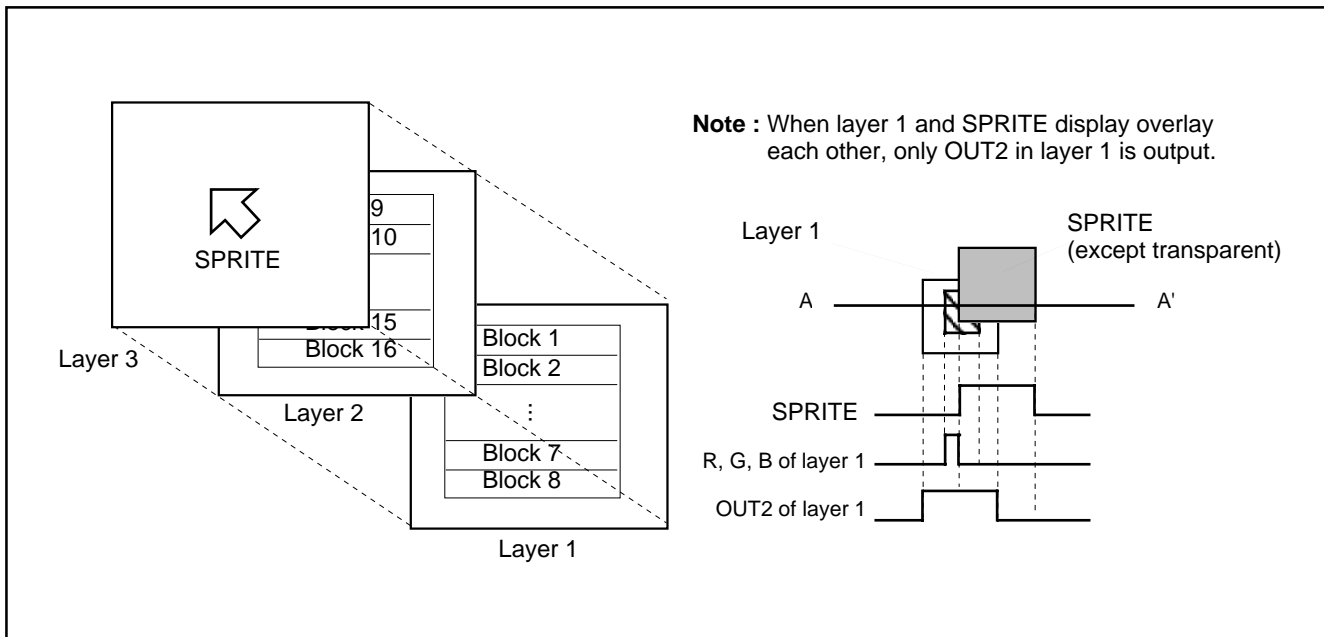 SPRITE
Layer 3
9
10
Block 15
Block 16
Layer 2
Block 1
Block 2
⋮
Block 7
Block 8
Layer 1
Note : When layer 1 and SPRITE display overlay
each other, only OUT2 in layer 1 is output.
Layer 1
SPRITE
(except transparent)
A
A'
SPRITE
R, G, B of layer 1
OUT2 of layer 1